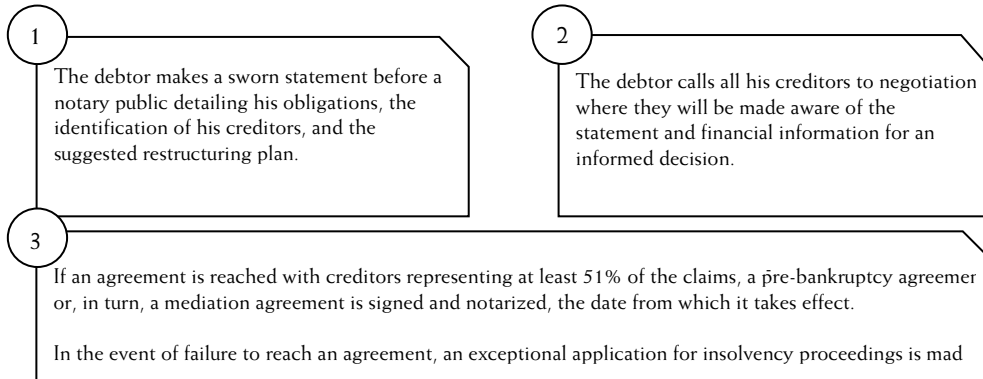 1
The debtor makes a sworn statement before a
notary public detailing his obligations, the
identification of his creditors, and the
suggested restructuring plan.
2
The debtor calls all his creditors to negotiation
where they will be made aware of the
statement and financial information for an
informed decision.
3
If an agreement is reached with creditors representing at least 51% of the claims, a pre-bankruptcy
or, in turn, a mediation agreement is signed and notarized, the date from which it takes effect.
In the event of failure to reach an agreement, an exceptional application for insolvency proceedings is